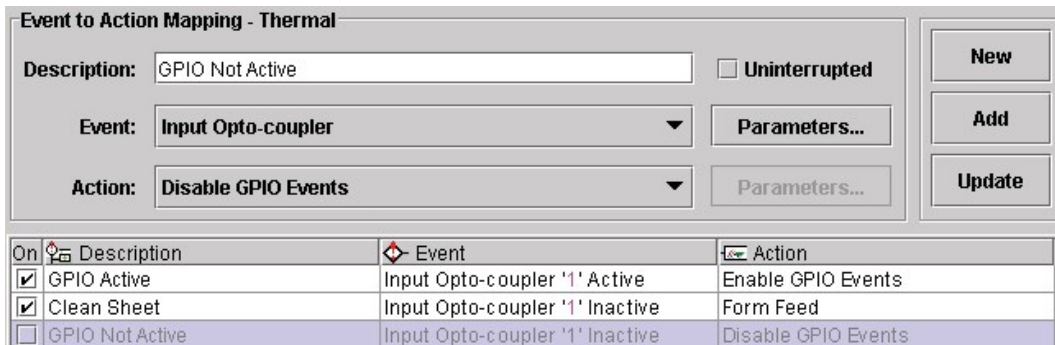 Event to Action Mapping - Thermal
Description: GPIO Not Active Uninterrupted
Event: Input Opto-coupler Parameters...
Action: Disable GPIO Events Parameters...
New
Add
Update
On Description Event Action
GPIO Active Input Opto-coupler '1' Active Enable GPIO Events
Clean Sheet Input Opto-coupler '1' Inactive Form Feed
GPIO Not Active Input Opto-coupler '1' Inactive Disable GPIO Events